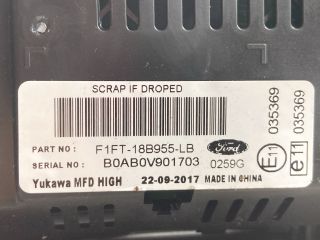 SCRAP IF DROPED
PART NO : F1FT-18B955-LB
SERIAL NO : B0AB0V901703
Ford
0259G
Yukawa MFD HIGH 22-09-2017 MADE IN CHINA
E11 035369
e11 035369